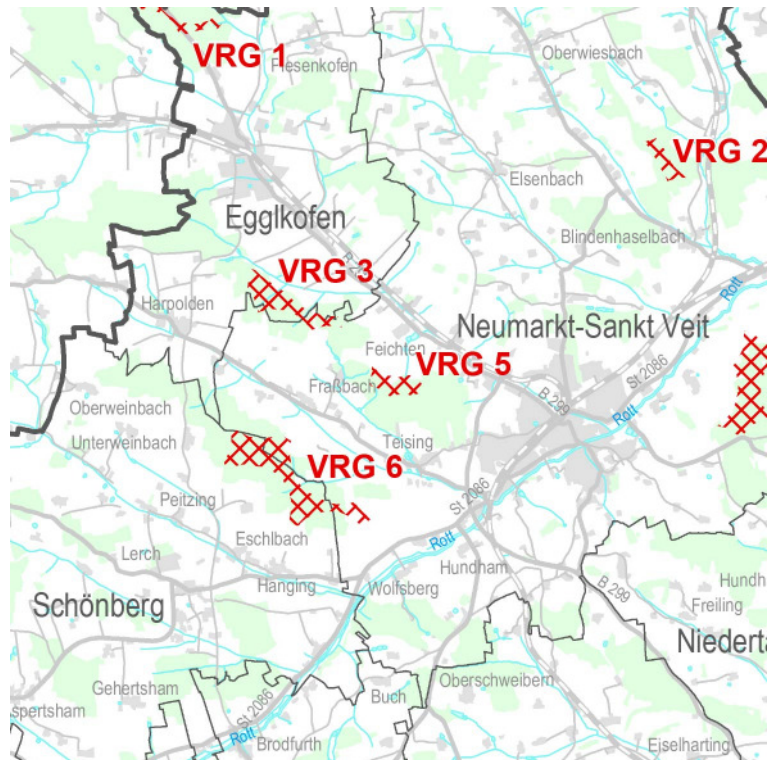 VRG 1
Fiesenkofen
Oberwiesbach
VRG 2
Elsenbach
Egglkofen
Blindenhaselbach
VRG 3
Rott
Harpolden
Neumarkt-Sankt Veit
Feichten
VRG 5
St 2086
Fraßbach
B 299
Oberweinbach
Rott
Unterweinbach
Teising
VRG 6
Peitzing
St 2086
Eschlbach
Rott
Lerch
Hanging
Wolfsberg
Hundham
B 299
Hundh
Freiling
Schönberg
Niederta
Gehertsham
Buch
Oberschweibern
spertsham
St 2086
Rott
Brodfurth
Eiselharting